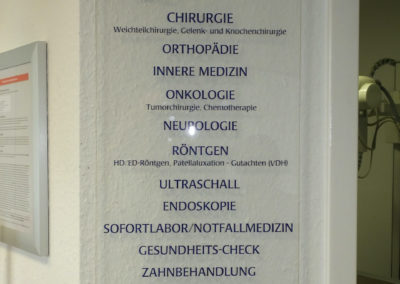 CHIRURGIE
Weichteilchirurgie, Gelenk- und Knochenchirurgie
ORTHOPÄDIE
INNERE MEDIZIN
ONKOLOGIE
Tumorchirurgie, Chemotherapie
NEUROLOGIE
RÖNTGEN
HD/ED-Röntgen, Patellaluxation - Gutachten (VDH)
ULTRASCHALL
ENDOSKOPIE
SOFORTLABOR/NOTFALLMEDIZIN
GESUNDHEITS-CHECK
ZAHNBEHANDLUNG